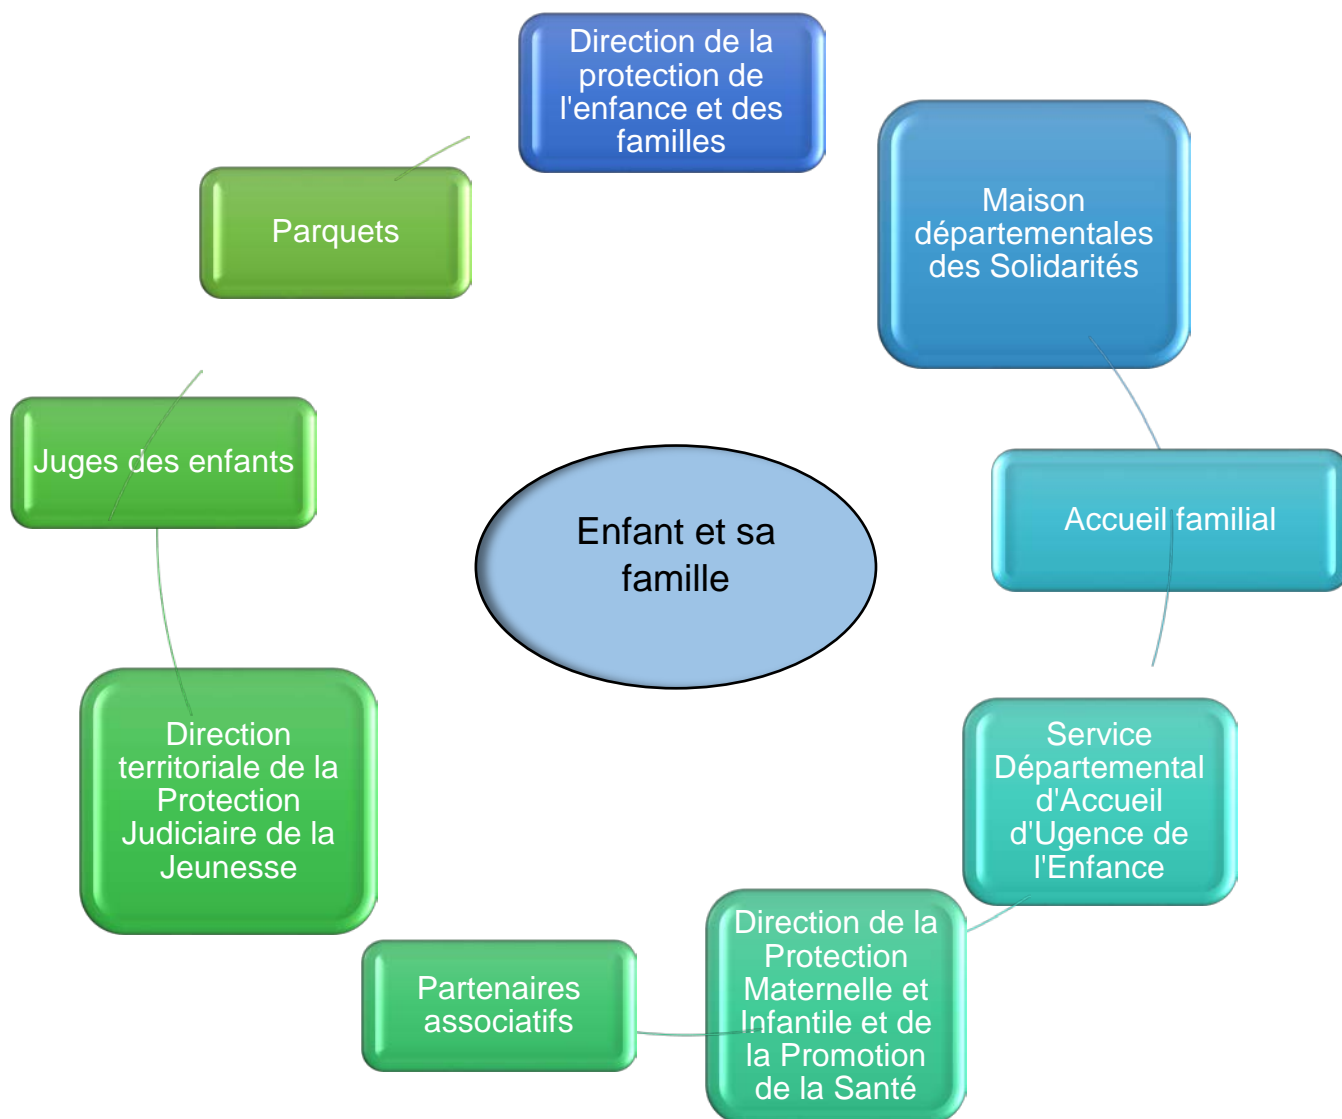 Direction de la
protection de
l'enfance et des
familles
Maison
départementales
des Solidarités
Parquets
Juges des enfants
Enfant et sa
famille
Accueil familial
Direction
territoriale de la
Protection
Judiciaire de la
Jeunesse
Service
Départemental
d'Accueil
d'Ugence de
l'Enfance
Partenaires
associatifs
Direction de la
Protection
Maternelle et
Infantile et de
la Promotion
de la Santé